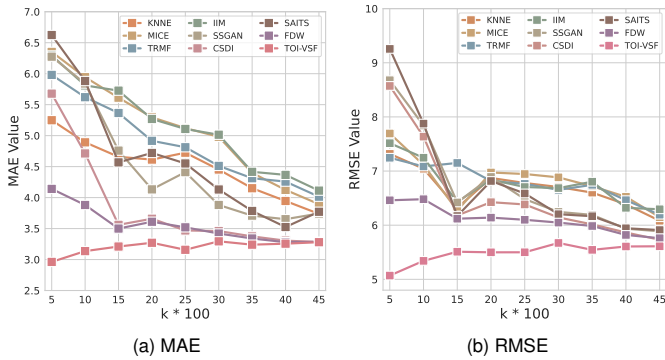 7.0
6.5
6.0
5.5
5.0
4.5
4.0
3.5
3.0
2.5
MAE Value
KNNE IIM SAITS
MICE SSGAN FDW
TRMF CSDI TOI-VSF
5 10 15 20 25 30 35 40 45
k * 100
(a) MAE
10
9
8
7
6
5
RMSE Value
KNNE IIM SAITS
MICE SSGAN FDW
TRMF CSDI TOI-VSF
5 10 15 20 25 30 35 40 45
k * 100
(b) RMSE